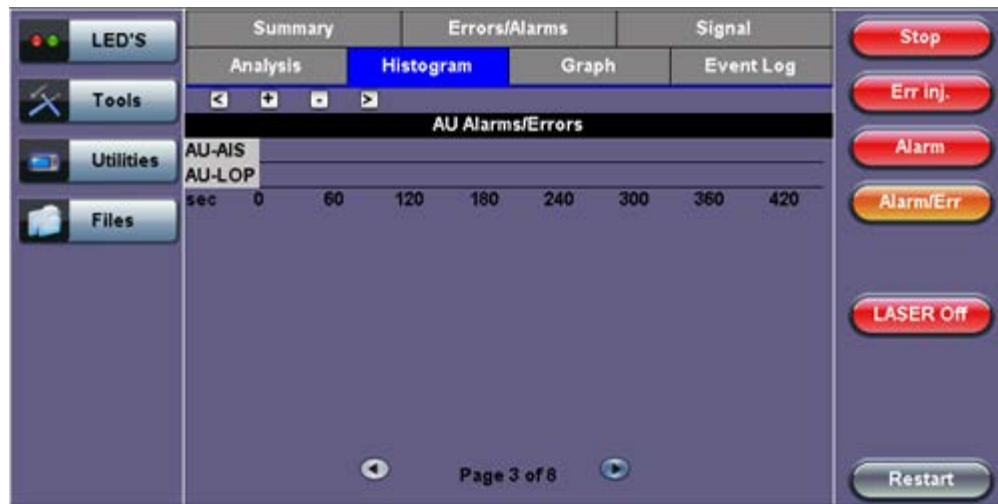 LED'S
Tools
Utilities
Files
Summary Errors/Alarms Signal
Analysis Histogram Graph Event Log
< + - >
AU Alarms/Errors
AU-AIS
AU-LOP
sec 0 60 120 180 240 300 360 420
Page 3 of 8
Stop
Err inj.
Alarm
Alarm/Err
LASER Off
Restart